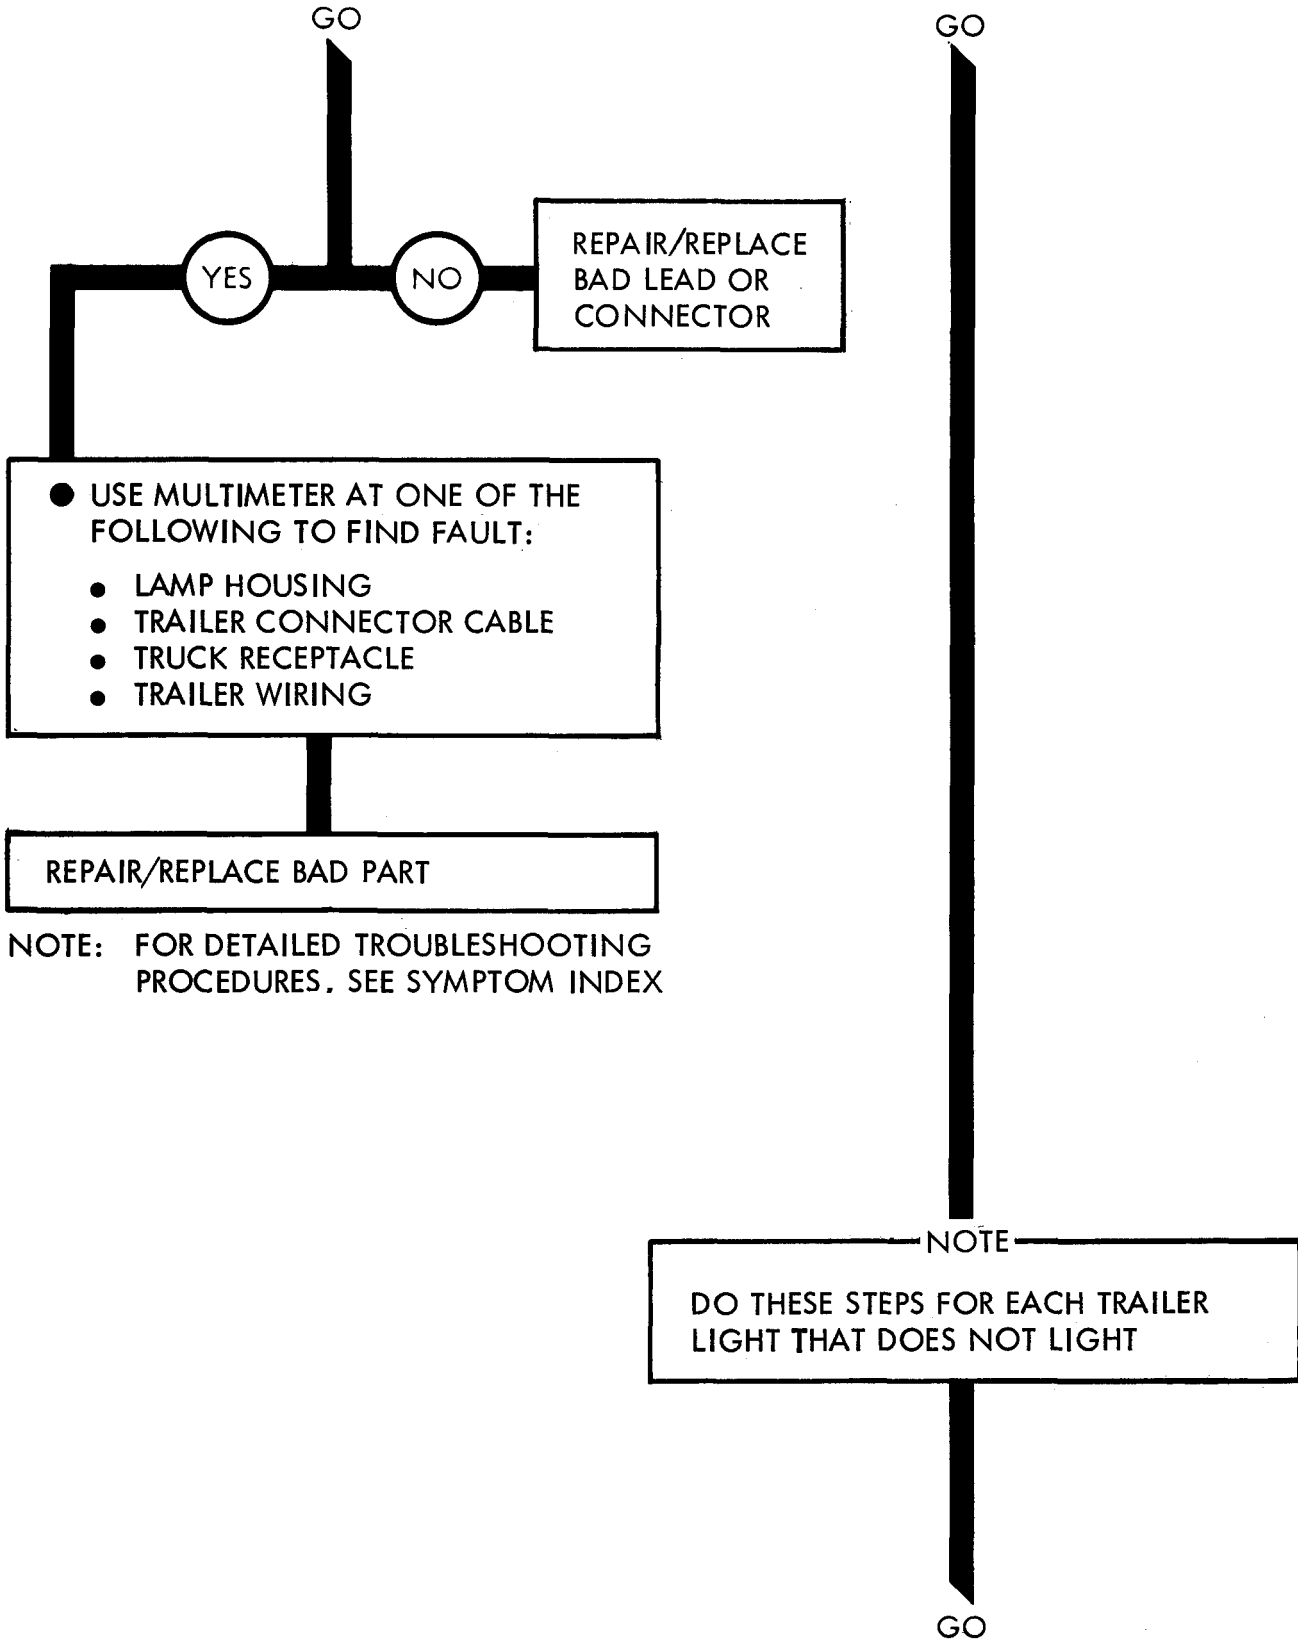 GO
GO
YES
NO
REPAIR/REPLACE
BAD LEAD OR
CONNECTOR
● USE MULTIMETER AT ONE OF THE
FOLLOWING TO FIND FAULT:
● LAMP HOUSING
● TRAILER CONNECTOR CABLE
● TRUCK RECEPTACLE
● TRAILER WIRING
REPAIR/REPLACE BAD PART
NOTE: FOR DETAILED TROUBLESHOOTING
PROCEDURES. SEE SYMPTOM INDEX
NOTE
DO THESE STEPS FOR EACH TRAILER
LIGHT THAT DOES NOT LIGHT
GO